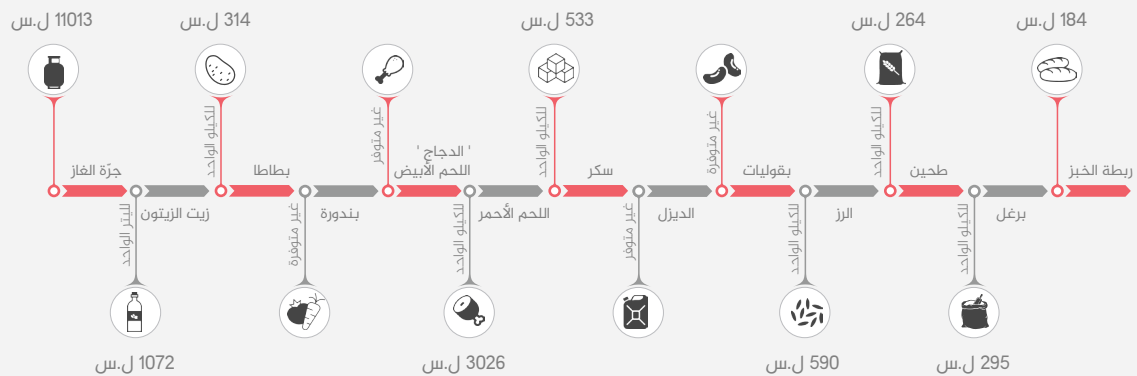 184 ل.س
264 ل.س
533 ل.س
314 ل.س
11013 ل.س
للكيلو الواحد
غير متوفرة
للكيلو الواحد
غير متوفر
للكيلو الواحد
ربطة الخبز
طحين
بقوليات
سكر
' الدجاج '
اللحم الأبيض
بطاطا
جرّة الغاز
برغل
الرز
الديزل
اللحم الأحمر
بندورة
زيت الزيتون
للكيلو الواحد
للكيلو الواحد
غير متوفر
للكيلو الواحد
غير متوفرة
لليتر الواحد
295 ل.س
590 ل.س
3026 ل.س
1072 ل.س